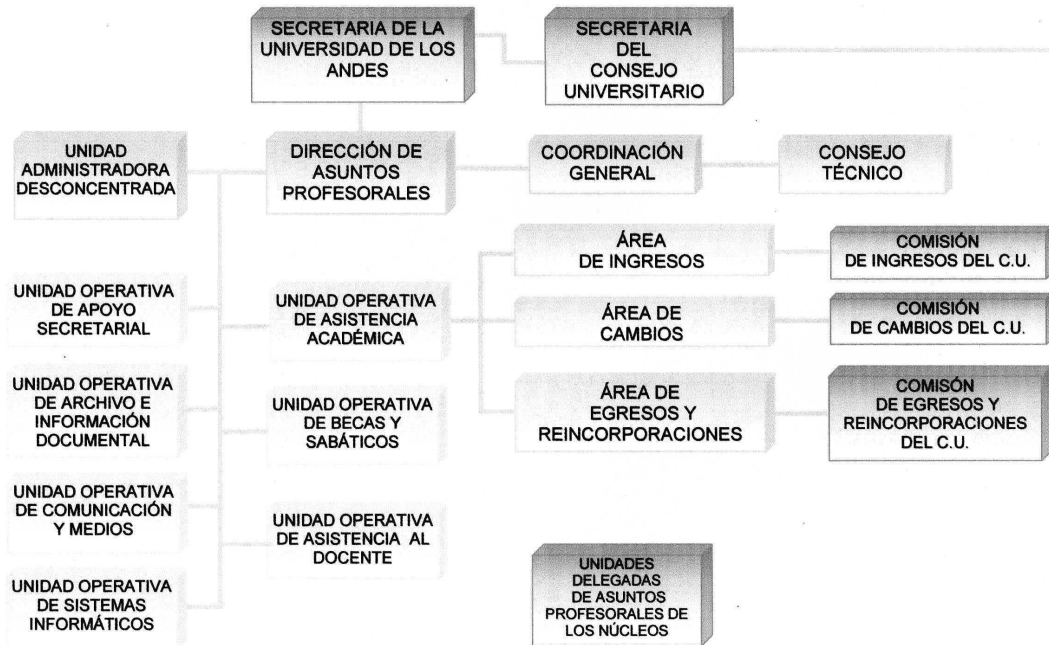 SECRETARIA DE LA
UNIVERSIDAD DE LOS
ANDES
SECRETARIA
DEL
CONSEJO
UNIVERSITARIO
UNIDAD
ADMINISTRADORA
DESCONCENTRADA
DIRECCIÓN DE
ASUNTOS
PROFESORALES
COORDINACIÓN
GENERAL
CONSEJO
TÉCNICO
ÁREA
DE INGRESOS
COMISIÓN
DE INGRESOS DEL C.U.
UNIDAD OPERATIVA
DE APOYO
SECRETARIAL
UNIDAD OPERATIVA
DE ASISTENCIA
ACADÉMICA
ÁREA DE
CAMBIOS
COMISIÓN
DE CAMBIOS DEL C.U.
UNIDAD OPERATIVA
DE ARCHIVO E
INFORMACIÓN
DOCUMENTAL
UNIDAD OPERATIVA
DE BECAS Y
SABÁTICOS
ÁREA DE
EGRESOS Y
REINCORPORACIONES
COMISÓN
DE EGRESOS Y
REINCORPORACIONES
DEL C.U.
UNIDAD OPERATIVA
DE COMUNICACIÓN
Y MEDIOS
UNIDAD OPERATIVA
DE ASISTENCIA AL
DOCENTE
UNIDADES
DELEGADAS
DE ASUNTOS
PROFESORALES DE
LOS NÚCLEOS
UNIDAD OPERATIVA
DE SISTEMAS
INFORMÁTICOS